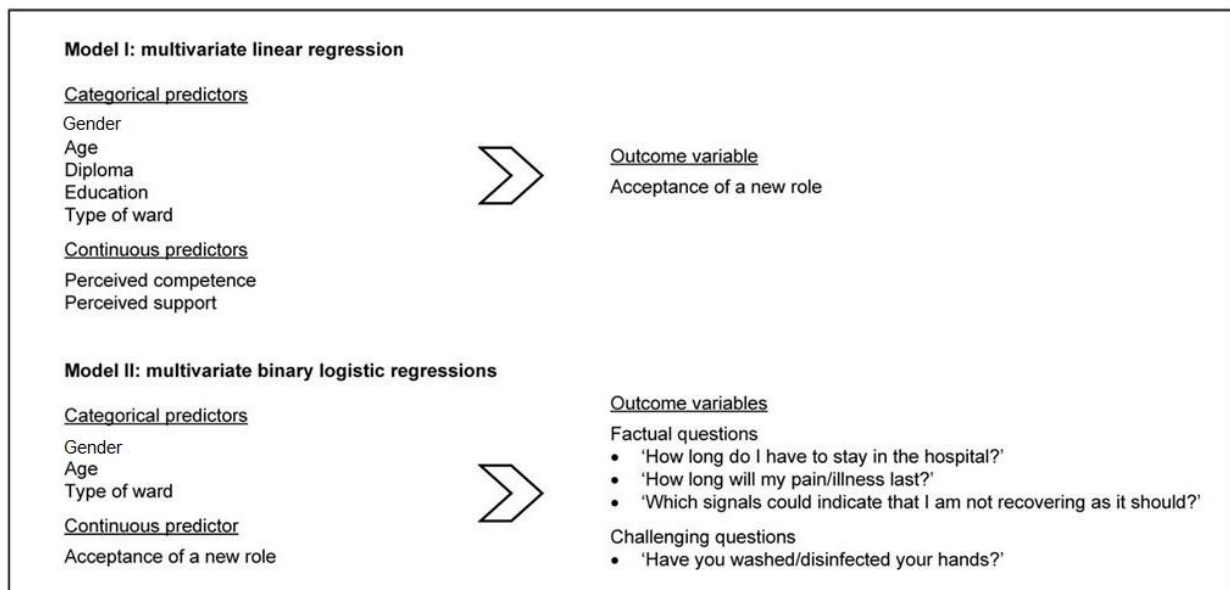 Model I: multivariate linear regression
Categorical predictors
Gender
Age
Diploma
Education
Type of ward
Continuous predictors
Perceived competence
Perceived support
Outcome variable
Acceptance of a new role
Model II: multivariate binary logistic regressions
Categorical predictors
Gender
Age
Type of ward
Continuous predictor
Acceptance of a new role
Outcome variables
Factual questions
• ‘How long do I have to stay in the hospital?’
• ‘How long will my pain/illness last?’
• ‘Which signals could indicate that I am not recovering as it should?’
Challenging questions
• ‘Have you washed/disinfected your hands?’